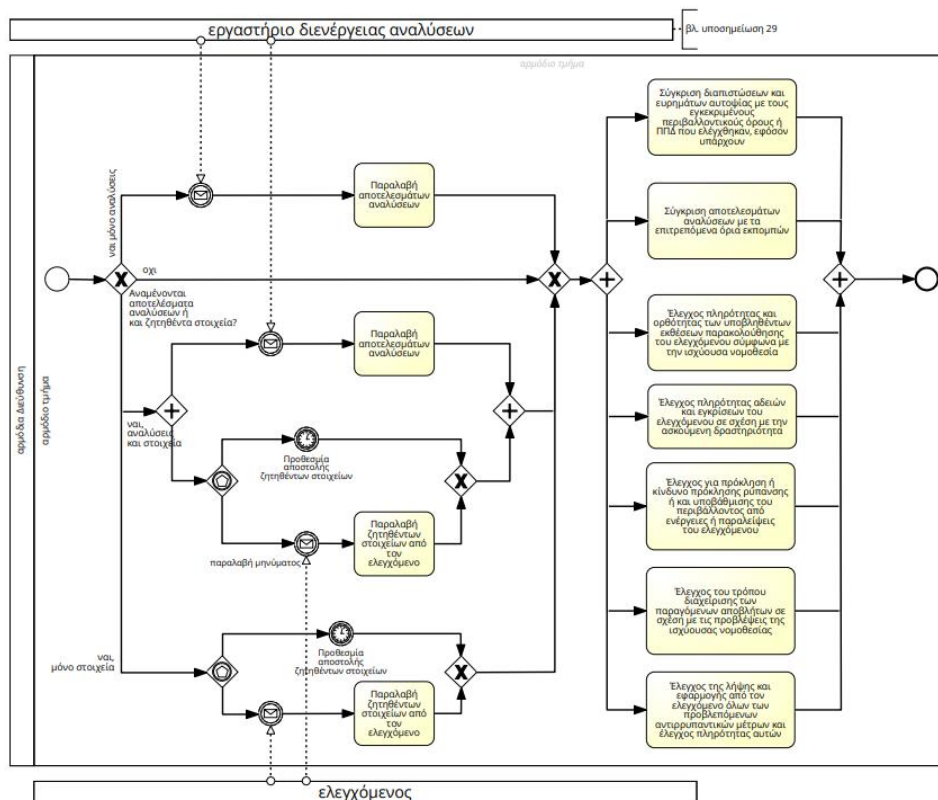 εργαστήριο διενέργειας αναλύσεων
βλ. υποσημείωση 29
αρμόδιο τμήμα
αρμόδια Διεύθυνση
αρμόδιο τμήμα
ναι μόνο αναλύσεις
Παραλαβή
αποτελεσμάτων
αναλύσεων
οχι
Αναμένονται
αποτελέσματα
αναλύσεων ή
και ζητηθέντα στοιχεία?
Παραλαβή
αποτελεσμάτων
αναλύσεων
ναι,
αναλύσεις
και στοιχεία
Προθεσμία
αποστολής
ζητηθέντων στοιχείων
παραλαβή μηνύματος
Παραλαβή
ζητηθέντων
στοιχείων από
τον
ελεγχόμενο
ναι,
μόνο στοιχεία
Προθεσμία
αποστολής
ζητηθέντων στοιχείων
Παραλαβή
ζητηθέντων
στοιχείων από
τον
ελεγχόμενο
Σύγκριση διαπιστώσεων και
ευρημάτων αυτοψίας με τους
εγκεκριμένους
περιβαλλοντικούς όρους ή
ΠΠΔ που ελέγχθηκαν, εφόσον
υπάρχουν
Σύγκριση αποτελεσμάτων
αναλύσεων με τα
επιτρεπόμενα όρια εκπομπών
Έλεγχος πληρότητας και
ορθότητας των υποβληθέντων
εκθέσεων παρακολούθησης
του ελεγχόμενου σύμφωνα με
την ισχύουσα νομοθεσία
Έλεγχος πληρότητας αδειών
και εγκρίσεων του
ελεγχόμενου σε σχέση με την
ασκούμενη δραστηριότητα
Έλεγχος για πρόκληση ή
κίνδυνο πρόκλησης ρύπανσης
ή και υποβάθμισης του
περιβάλλοντος από
ενέργειες ή παραλείψεις
του ελεγχόμενου
Έλεγχος του τρόπου
διαχείρισης των
παραγόμενων αποβλήτων σε
σχέση με τις προβλέψεις της
ισχύουσας νομοθεσίας
Έλεγχος της λήψης και
εφαρμογής από τον
ελεγχόμενο όλων των
προβλεπόμενων
αντιρρυπαντικών μέτρων και
έλεγχος πληρότητας αυτών
ελεγχόμενος